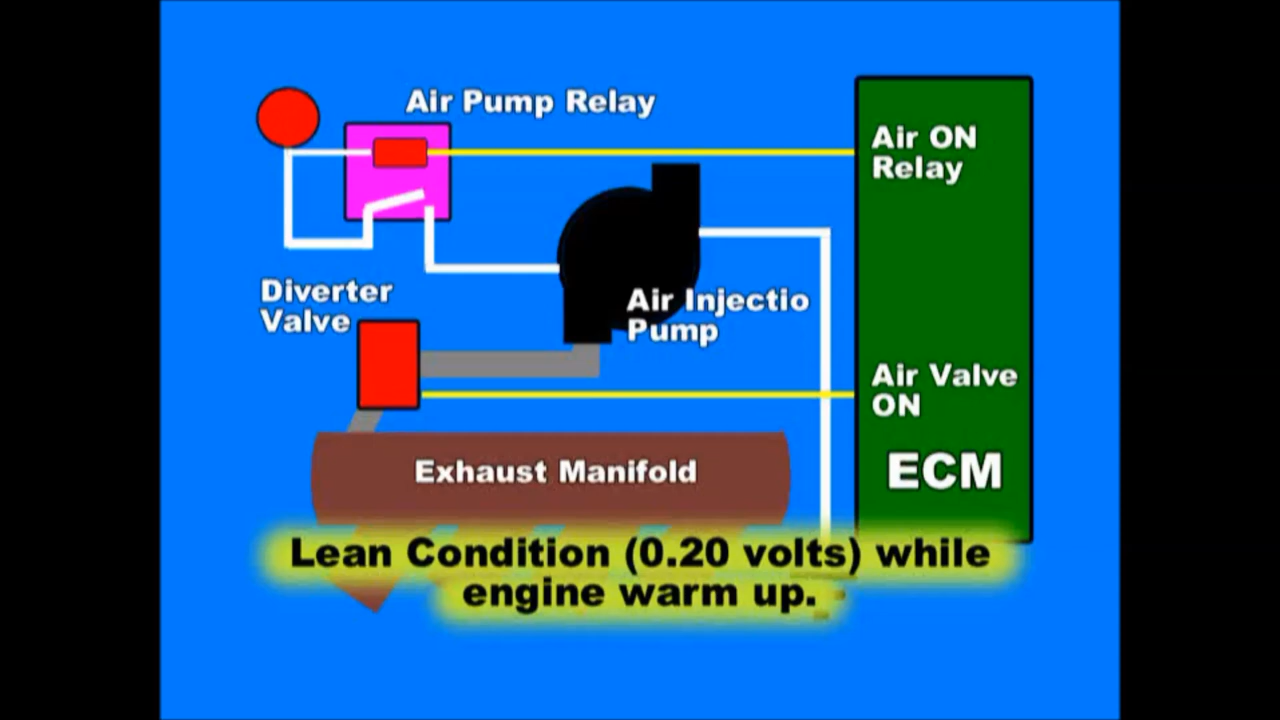 Air Pump Relay
Air ON
Relay
Diverter
Valve
Air Injectio
Pump
Air Valve
ON
ECM
Exhaust Manifold
Lean Condition (0.20 volts) while
engine warm up.